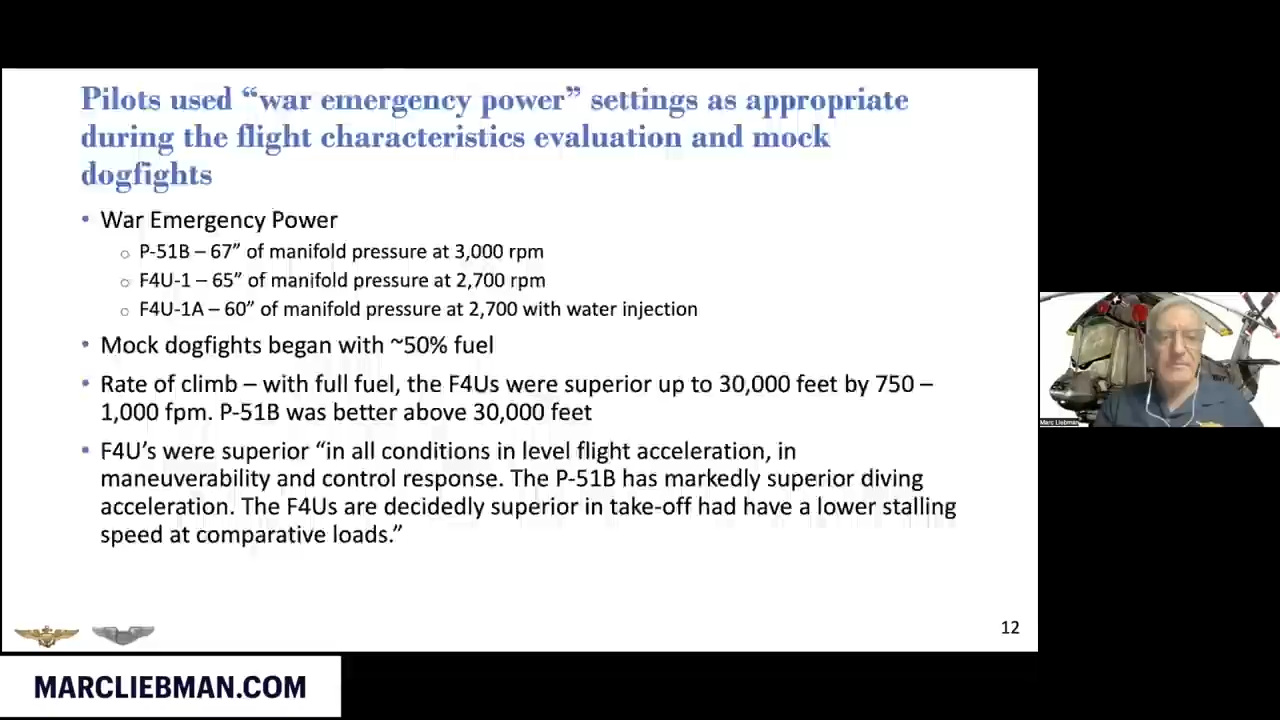 Pilots used “war emergency power” settings as appropriate
during the flight characteristics evaluation and mock
dogfights
• War Emergency Power
○ P-51B – 67” of manifold pressure at 3,000 rpm
○ F4U-1 – 65” of manifold pressure at 2,700 rpm
○ F4U-1A – 60” of manifold pressure at 2,700 with water injection
• Mock dogfights began with ~50% fuel
• Rate of climb – with full fuel, the F4Us were superior up to 30,000 feet by 750 –
1,000 fpm. P-51B was better above 30,000 feet
• F4U’s were superior “in all conditions in level flight acceleration, in
maneuverability and control response. The P-51B has markedly superior diving
acceleration. The F4Us are decidedly superior in take-off had have a lower stalling
speed at comparative loads.”
12
Marc Liebman
MARCLIEBMAN.COM